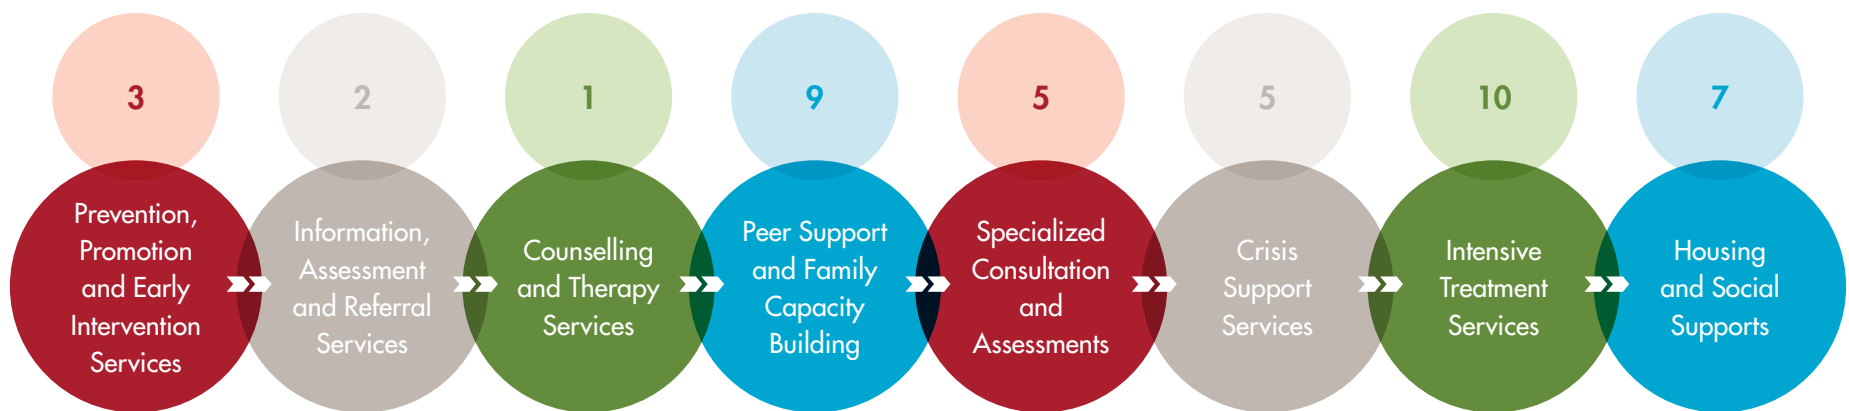 3
2
1
9
5
5
10
7
Prevention,
Promotion
and Early
Intervention
Services
Information,
Assessment
and Referral
Services
Counselling
and Therapy
Services
Peer Support
and Family
Capacity
Building
Specialized
Consultation
and
Assessments
Crisis
Support
Services
Intensive
Treatment
Services
Housing
and Social
Supports